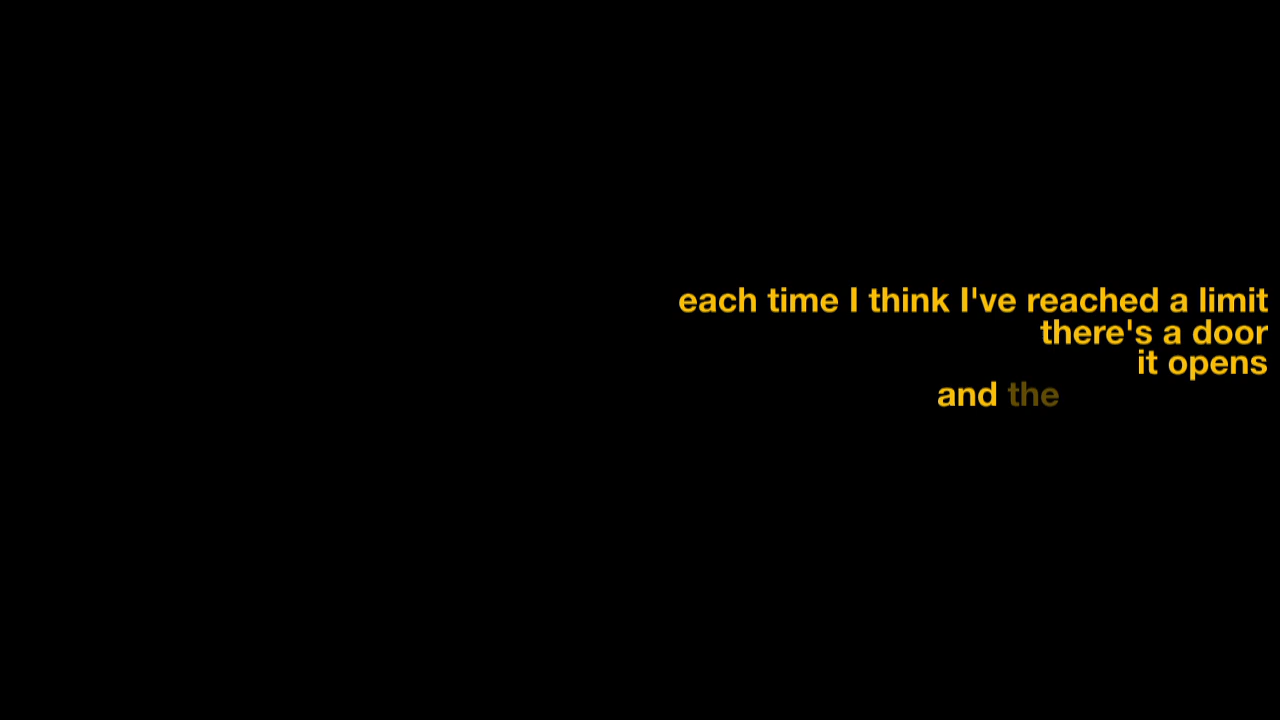 each time I think I've reached a limit
there's a door
it opens
and the